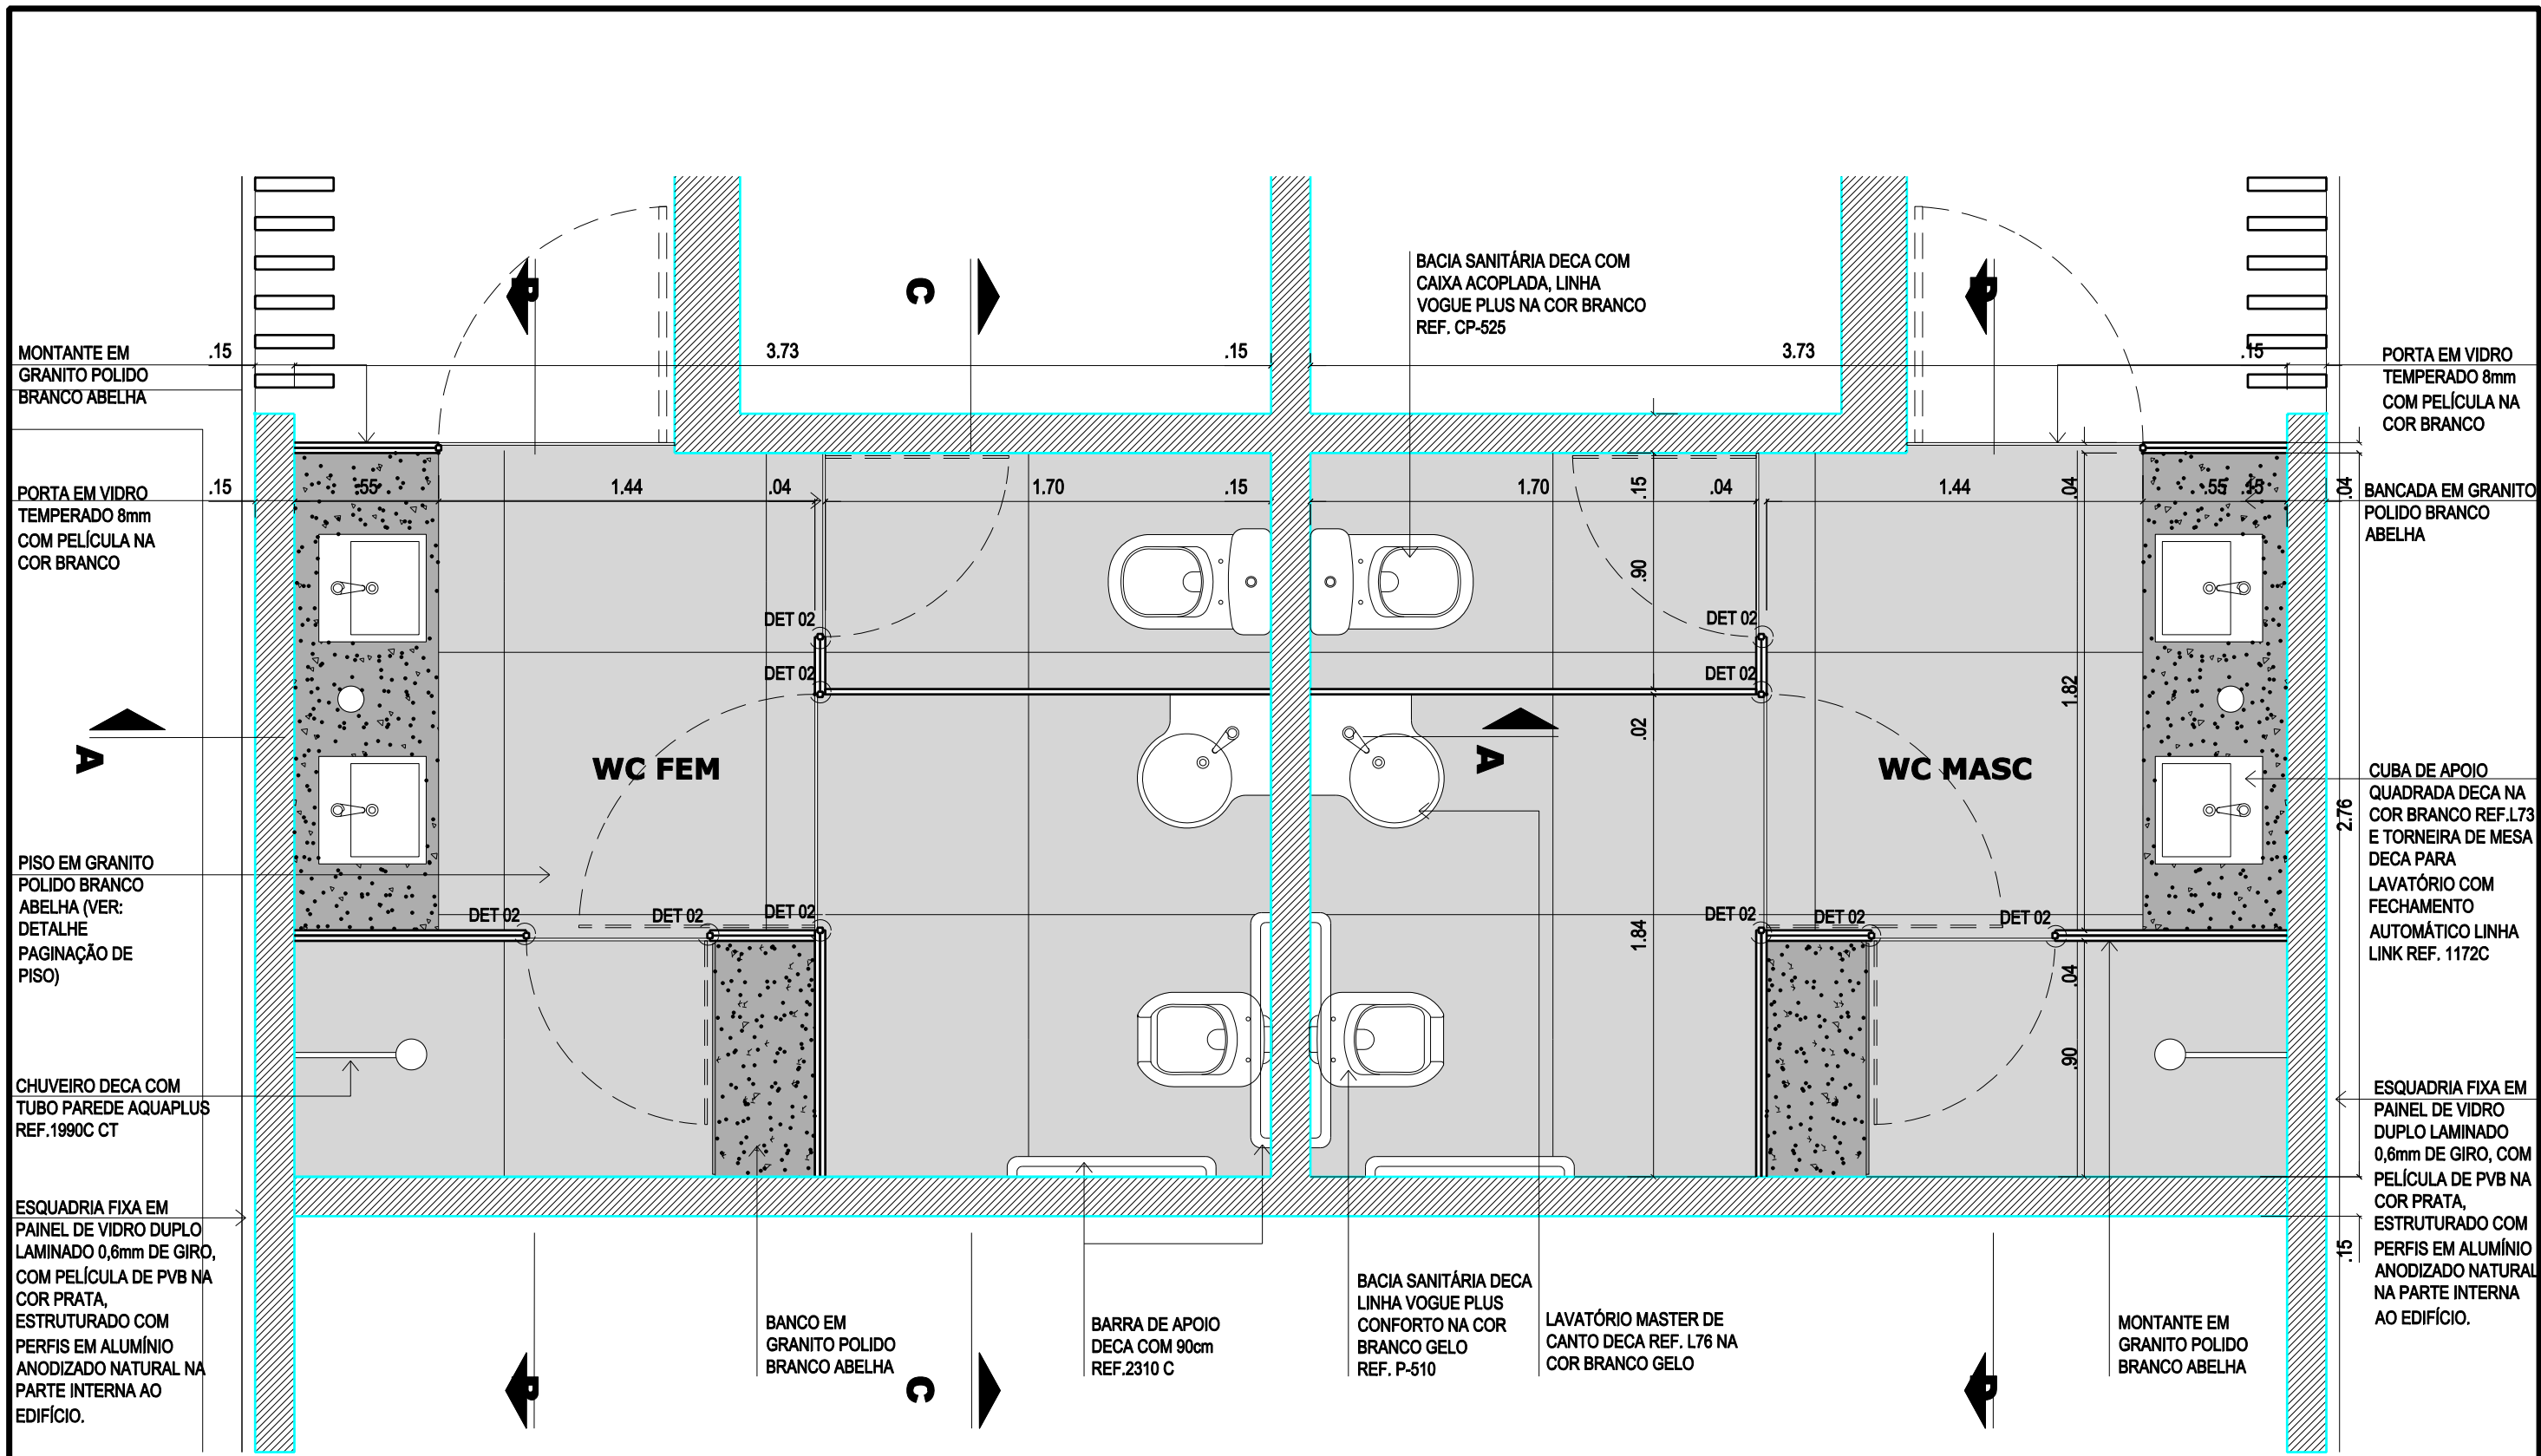 BACIA SANITÁRIA DECA COM
CAIXA ACOPLADA, LINHA
VOGUE PLUS NA COR BRANCO
REF. CP-525
C
MONTANTE EM
GRANITO POLIDO
BRANCO ABELHA
.15
3.73
.15
3.73
.15
PORTA EM VIDRO
TEMPERADO 8mm
COM PELÍCULA NA
COR BRANCO
PORTA EM VIDRO
TEMPERADO 8mm
COM PELÍCULA NA
COR BRANCO
.15
.55
1.44
.04
1.70
.15
1.70
.15
.04
1.44
.04
.55
.15
.04
BANCADA EM GRANITO
POLIDO BRANCO
ABELHA
.90
DET 02
DET 02
DET 02
DET 02
1.82
.02
A
A
WC FEM
WC MASC
2.76
CUBA DE APOIO
QUADRADA DECA NA
COR BRANCO REF.L73
E TORNEIRA DE MESA
DECA PARA
LAVATÓRIO COM
FECHAMENTO
AUTOMÁTICO LINHA
LINK REF. 1172C
PISO EM GRANITO
POLIDO BRANCO
ABELHA (VER:
DETALHE
PAGINAÇÃO DE
PISO)
DET 02
DET 02
DET 02
DET 02
DET 02
DET 02
1.84
.04
.90
CHUVEIRO DECA COM
TUBO PAREDE AQUAPLUS
REF.1990C CT
ESQUADRIA FIXA EM
PAINEL DE VIDRO DUPLO
LAMINADO 0,6mm DE GIRO,
COM PELÍCULA DE PVB NA
COR PRATA,
ESTRUTURADO COM
PERFIS EM ALUMÍNIO
ANODIZADO NATURAL NA
PARTE INTERNA AO
EDIFÍCIO.
ESQUADRIA FIXA EM
PAINEL DE VIDRO
DUPLO LAMINADO
0,6mm DE GIRO, COM
PELÍCULA DE PVB NA
COR PRATA,
ESTRUTURADO COM
PERFIS EM ALUMÍNIO
ANODIZADO NATURAL
NA PARTE INTERNA
AO EDIFÍCIO.
.15
BANCO EM
GRANITO POLIDO
BRANCO ABELHA
C
BARRA DE APOIO
DECA COM 90cm
REF.2310 C
BACIA SANITÁRIA DECA
LINHA VOGUE PLUS
CONFORTO NA COR
BRANCO GELO
REF. P-510
LAVATÓRIO MASTER DE
CANTO DECA REF. L76 NA
COR BRANCO GELO
MONTANTE EM
GRANITO POLIDO
BRANCO ABELHA